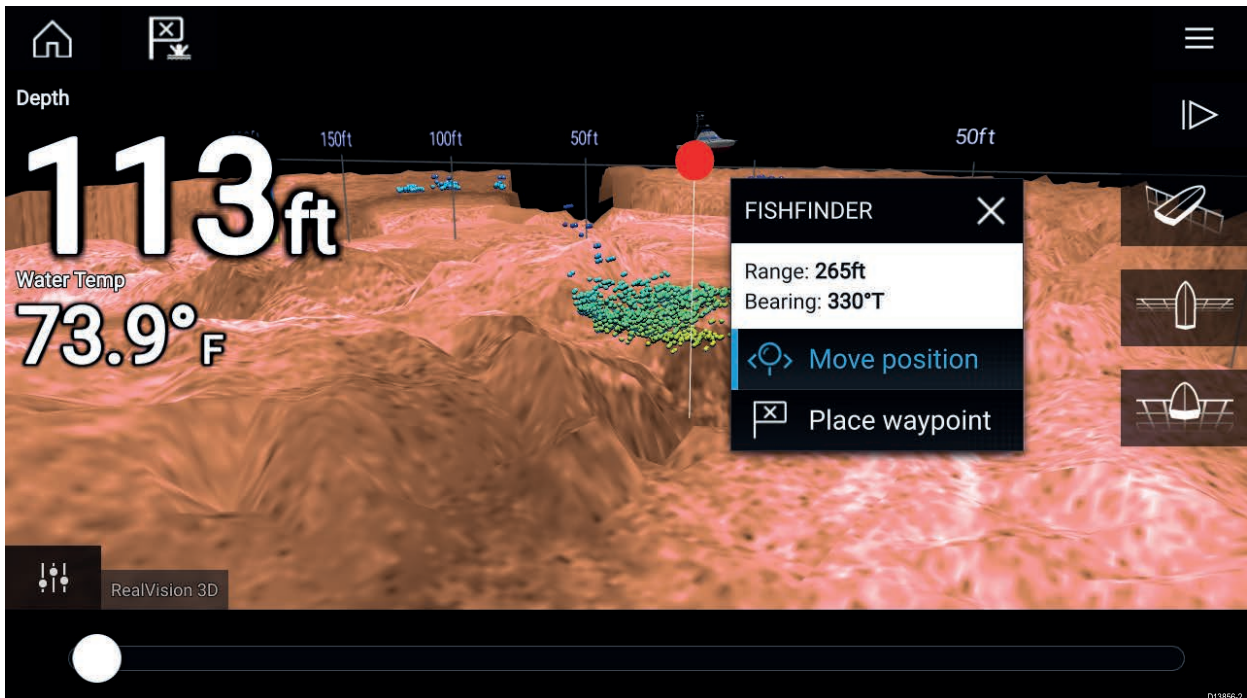 Depth
113ft
150ft
100ft
50ft
50ft
Water Temp
73.9°F
FISHFINDER
Range: 265ft
Bearing: 330°T
Move position
Place waypoint
RealVision 3D
D13856-2